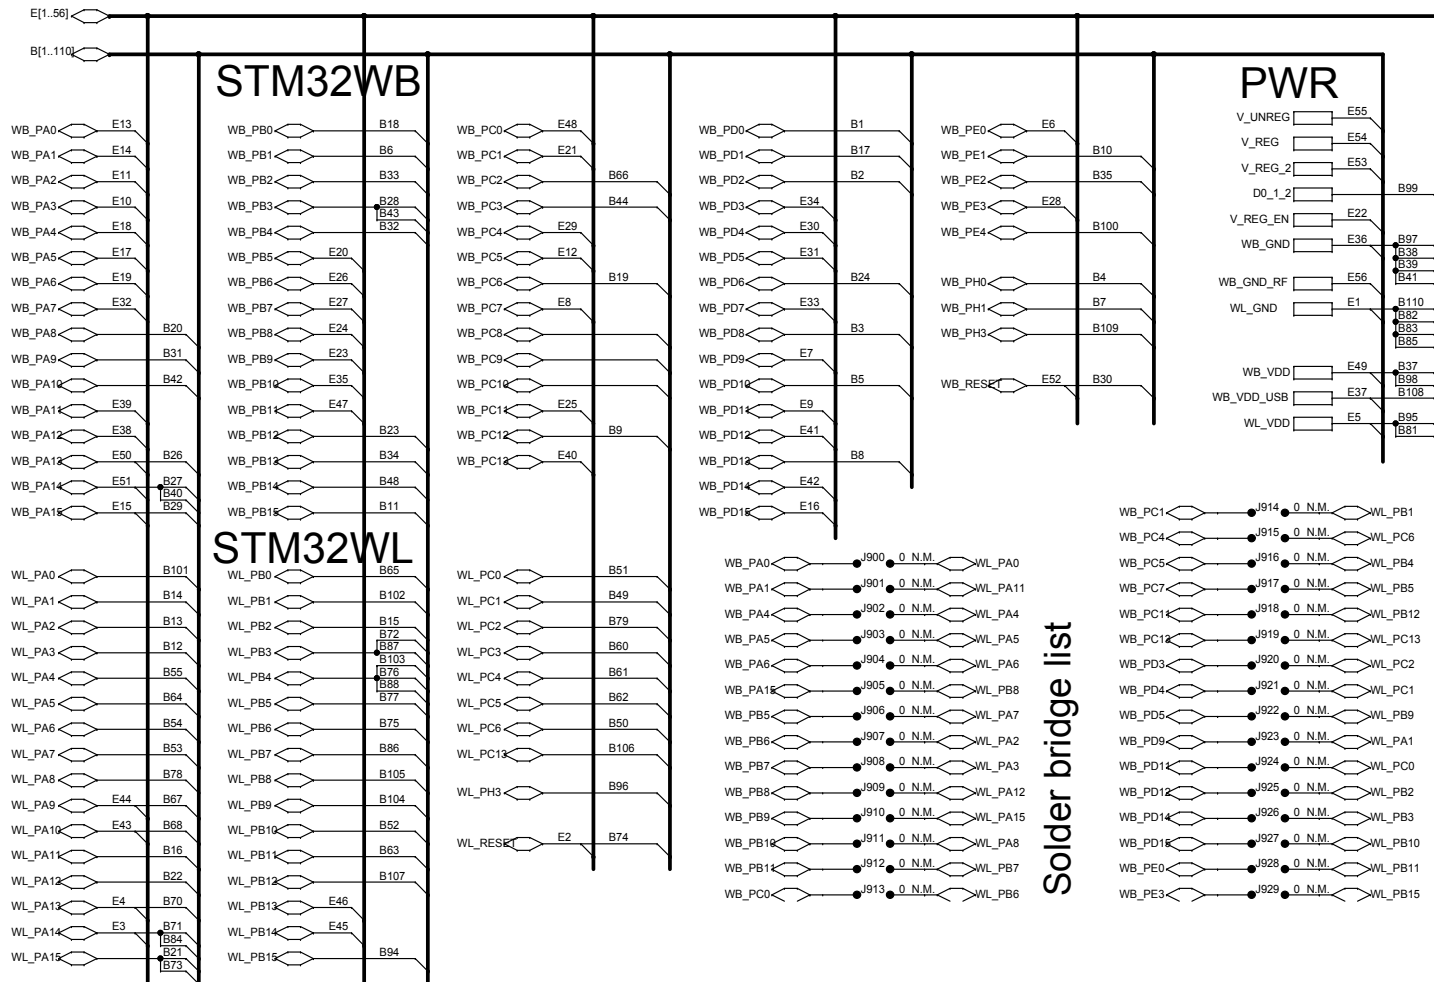 E[1..56]
B[1..110]
STM32WB
WB_PA0 E13
WB_PA1 E14
WB_PA2 E11
WB_PA3 E10
WB_PA4 E18
WB_PA5 E17
WB_PA6 E19
WB_PA7 E32
WB_PA8 B20
WB_PA9 B31
WB_PA10 B42
WB_PA11 E39
WB_PA12 E38
WB_PA13 E50 B26
WB_PA14 E51 B27
B40
WB_PA15 E15 B29
WB_PB0 B18
WB_PB1 B6
WB_PB2 B33
WB_PB3 B28
B43
WB_PB4 B32
WB_PB5 E20
WB_PB6 E26
WB_PB7 E27
WB_PB8 E24
WB_PB9 E23
WB_PB10 E35
WB_PB11 E47
WB_PB12 B23
WB_PB13 B34
WB_PB14 B48
WB_PB15 B11
WB_PC0 E48
WB_PC1 E21
WB_PC2 B66
WB_PC3 B44
WB_PC4 E29
WB_PC5 E12
WB_PC6 B19
WB_PC7 E8
WB_PC8
WB_PC9
WB_PC10
WB_PC11 E25
WB_PC12 B9
WB_PC13 E40
WB_PD0 B1
WB_PD1 B17
WB_PD2 B2
WB_PD3 E34
WB_PD4 E30
WB_PD5 E31
WB_PD6 B24
WB_PD7 E33
WB_PD8 B3
WB_PD9 E7
WB_PD10 B5
WB_PD11 E9
WB_PD12 E41
WB_PD13 B8
WB_PD14 E42
WB_PD15 E16
WB_PE0 E6
WB_PE1 B10
WB_PE2 B35
WB_PE3 E28
WB_PE4 B100
WB_PH0 B4
WB_PH1 B7
WB_PH3 B109
WB_RESET E52 B30
PWR
V_UNREG E55
V_REG E54
V_REG_2 E53
D0_1_2 B99
V_REG_EN E22
WB_GND E36 B97
B38
B39
B41
WB_GND_RF E56
WL_GND E1 B110
B82
B83
B85
WB_VDD E49 B37
B98
WB_VDD_USB E37 B108
WL_VDD E5 B95
B81
STM32WL
WL_PA0 B101
WL_PA1 B14
WL_PA2 B13
WL_PA3 B12
WL_PA4 B55
WL_PA5 B64
WL_PA6 B54
WL_PA7 B53
WL_PA8 B78
WL_PA9 E44 B67
WL_PA10 E43 B68
WL_PA11 B16
WL_PA12 B22
WL_PA13 E4 B70
WL_PA14 E3 B71
B84
WL_PA15 B21
B73
WL_PB0 B65
WL_PB1 B102
WL_PB2 B15
B72
WL_PB3 B87
B103
WL_PB4 B76
B88
WL_PB5 B77
WL_PB6 B75
WL_PB7 B86
WL_PB8 B105
WL_PB9 B104
WL_PB10 B52
WL_PB11 B63
WL_PB12 B107
WL_PB13 E46
WL_PB14 E45
WL_PB15 B94
WL_PC0 B51
WL_PC1 B49
WL_PC2 B79
WL_PC3 B60
WL_PC4 B61
WL_PC5 B62
WL_PC6 B50
WL_PC13 B106
WL_PH3 B96
WL_RESET E2 B74
WB_PA0 J900 0 N.M. WL_PA0
WB_PA1 J901 0 N.M. WL_PA11
WB_PA4 J902 0 N.M. WL_PA4
WB_PA5 J903 0 N.M. WL_PA5
WB_PA6 J904 0 N.M. WL_PA6
WB_PA15 J905 0 N.M. WL_PB8
WB_PB5 J906 0 N.M. WL_PA7
WB_PB6 J907 0 N.M. WL_PA2
WB_PB7 J908 0 N.M. WL_PA3
WB_PB8 J909 0 N.M. WL_PA12
WB_PB9 J910 0 N.M. WL_PA15
WB_PB10 J911 0 N.M. WL_PA8
WB_PB11 J912 0 N.M. WL_PB7
WB_PC0 J913 0 N.M. WL_PB6
Solder bridge list
WB_PC1 J914 0 N.M. WL_PB1
WB_PC4 J915 0 N.M. WL_PC6
WB_PC5 J916 0 N.M. WL_PB4
WB_PC7 J917 0 N.M. WL_PB5
WB_PC11 J918 0 N.M. WL_PB12
WB_PC13 J919 0 N.M. WL_PC13
WB_PD3 J920 0 N.M. WL_PC2
WB_PD4 J921 0 N.M. WL_PC1
WB_PD5 J922 0 N.M. WL_PB9
WB_PD9 J923 0 N.M. WL_PA1
WB_PD11 J924 0 N.M. WL_PC0
WB_PD12 J925 0 N.M. WL_PB2
WB_PD14 J926 0 N.M. WL_PB3
WB_PD15 J927 0 N.M. WL_PB10
WB_PE0 J928 0 N.M. WL_PB11
WB_PE3 J929 0 N.M. WL_PB15